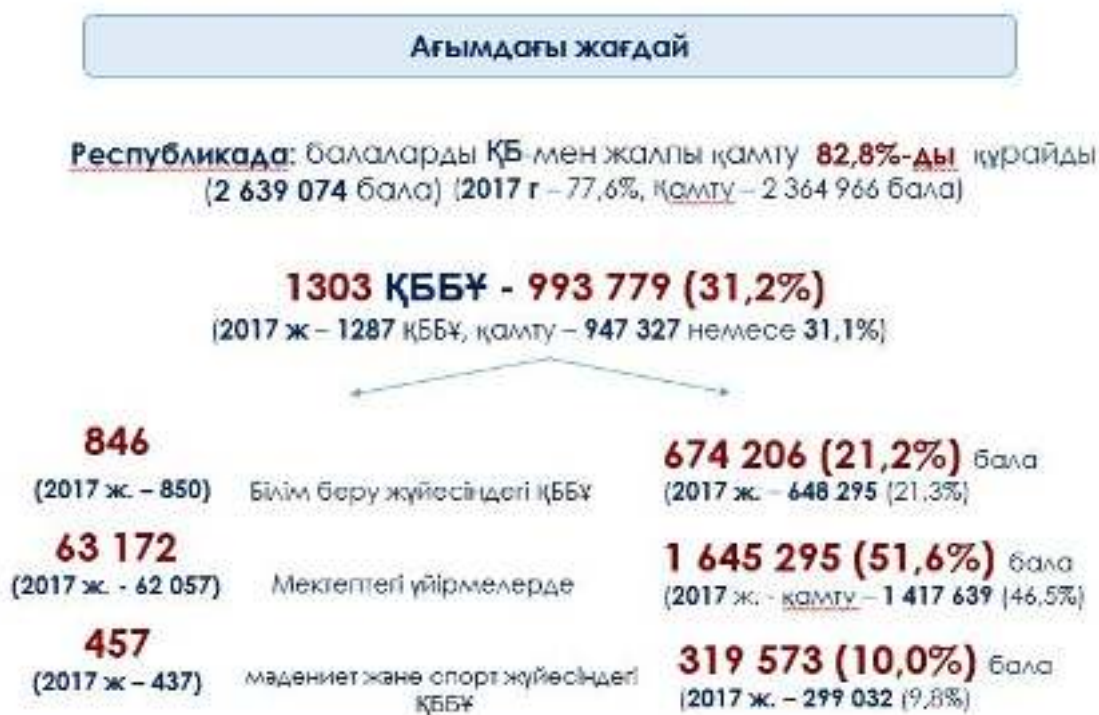 Ағымдағы жағдай
Республикада: балаларды ҚБ-мен жалпы қамту 82,8%-ды құрайды
(2 639 074 бала) (2017 г – 77,6%, қамту – 2 364 966 бала)
1303 ҚББҰ - 993 779 (31,2%)
(2017 ж – 1287 ҚББҰ, қамту – 947 327 немесе 31,1%)
846
(2017 ж. – 850)
Білім беру жүйесіндегі ҚББҰ
674 206 (21,2%) бала
(2017 ж. – 648 295 (21,3%)
63 172
(2017 ж. - 62 057)
Мектептегі үйірмелерде
1 645 295 (51,6%) бала
(2017 ж. - қамту – 1 417 639 (46,5%)
457
(2017 ж – 437)
мәдениет және спорт жүйесіндегі
ҚББҰ
319 573 (10,0%) бала
(2017 ж. – 299 032 (9,8%)